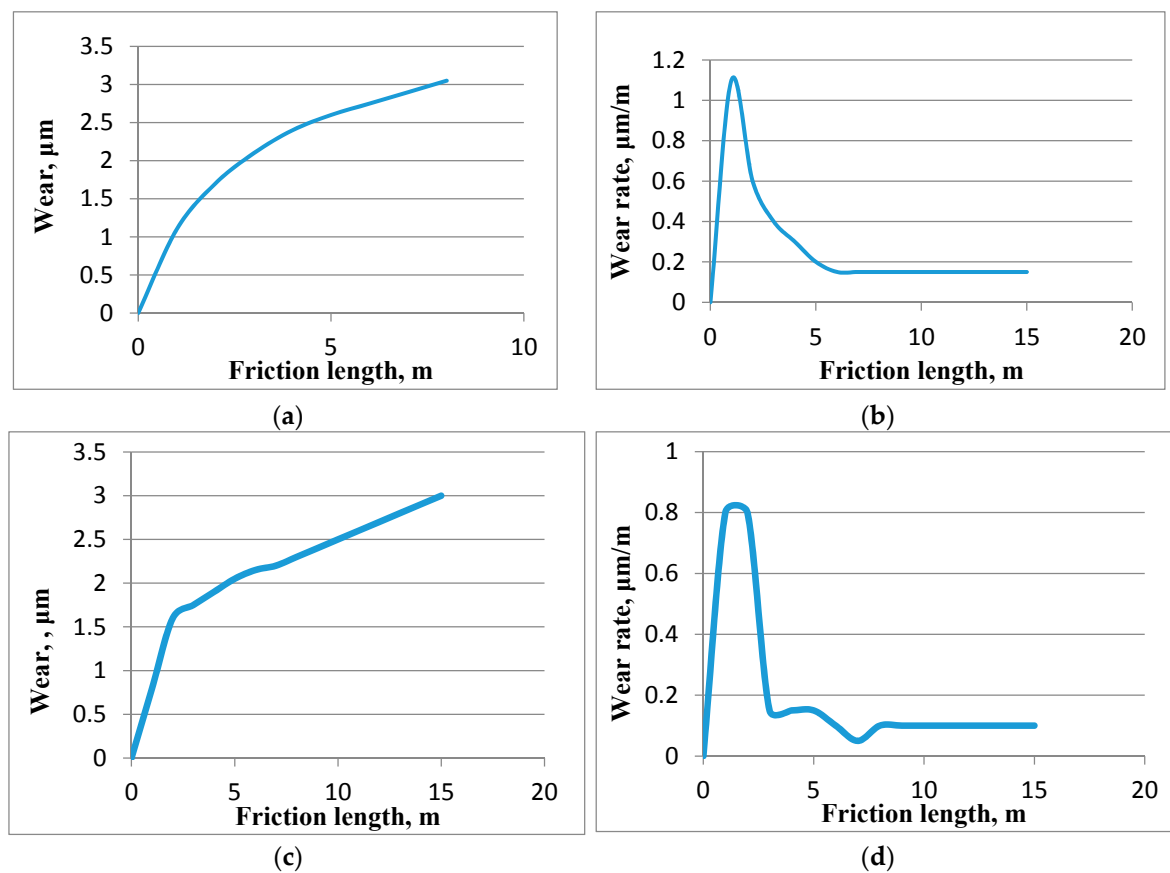 3.5
3
2.5
2
1.5
1
0.5
0
0 5 10
Wear, µm
Friction length, m
(a)
1.2
1
0.8
0.6
0.4
0.2
0
0 5 10 15 20
Wear rate, µm/m
Friction length, m
(b)
3.5
3
2.5
2
1.5
1
0.5
0
0 5 10 15 20
Wear, , µm
Friction length, m
(c)
1
0.8
0.6
0.4
0.2
0
0 5 10 15 20
Wear rate, µm/m
Friction length, m
(d)